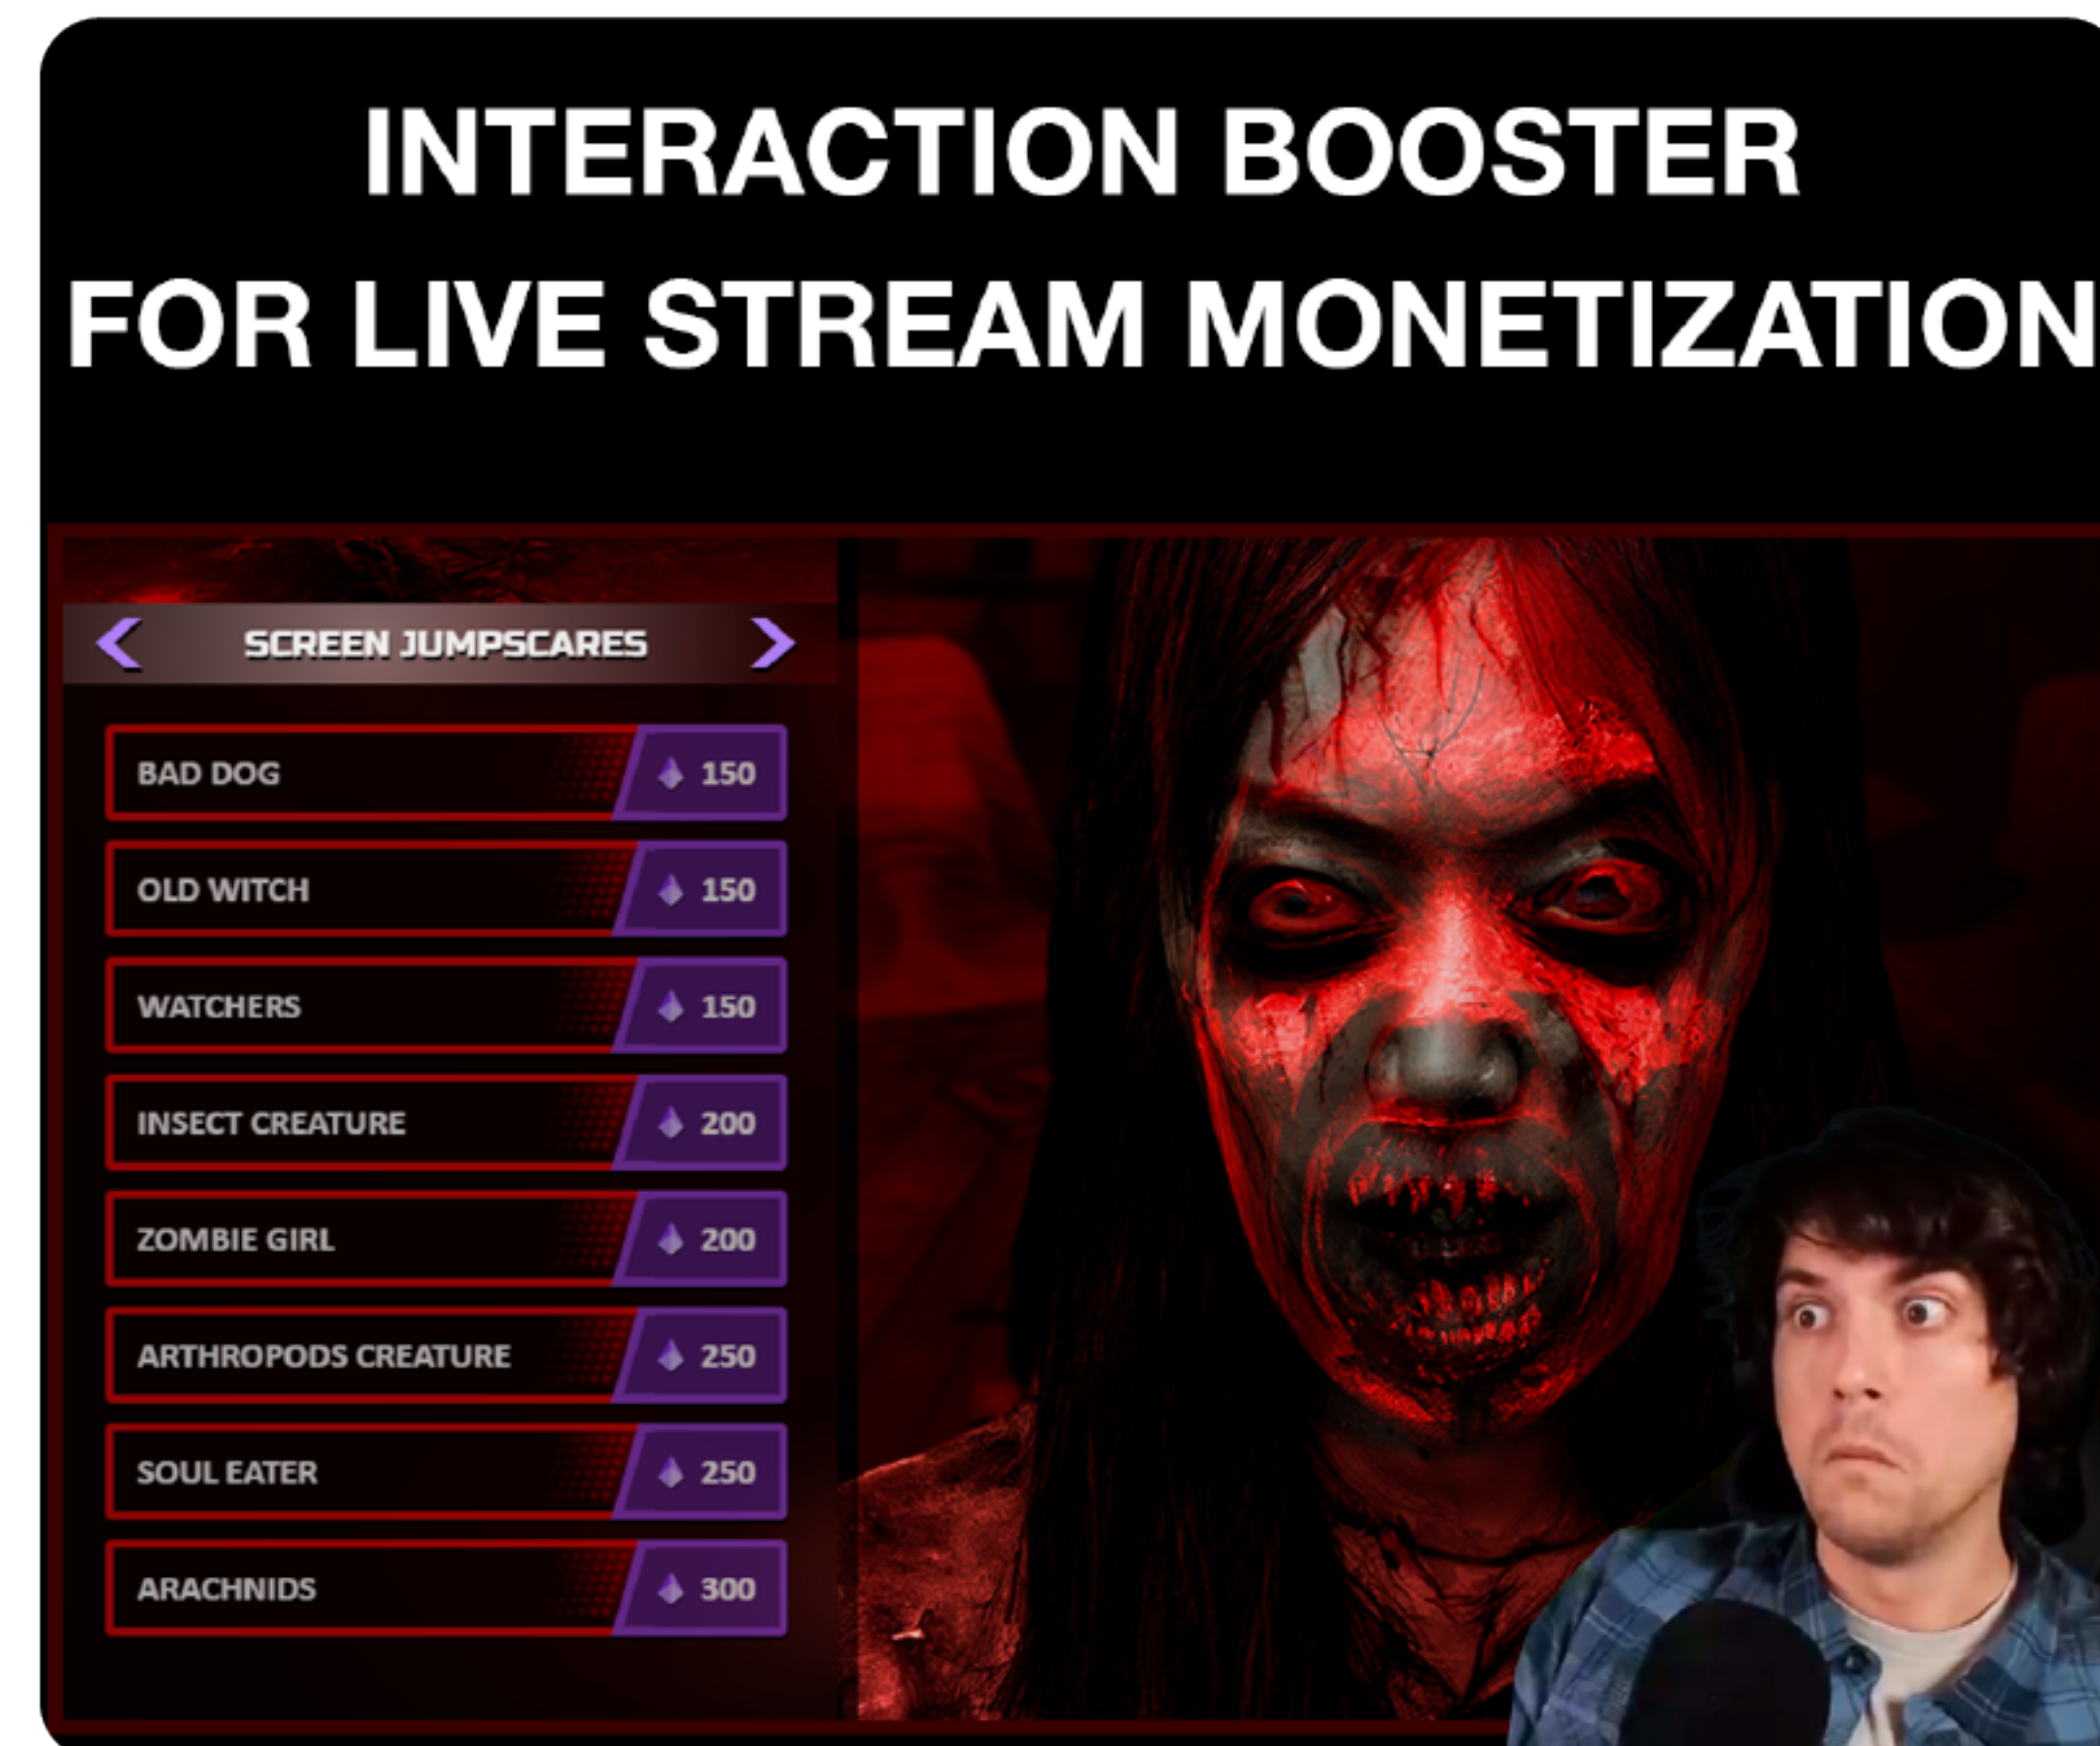 INTERACTION BOOSTER
FOR LIVE STREAM MONETIZATION
SCREEN JUMPSCARES
BAD DOG 150
OLD WITCH 150
WATCHERS 150
INSECT CREATURE 200
ZOMBIE GIRL 200
ARTHROPODS CREATURE 250
SOUL EATER 250
ARACHNIDS 300